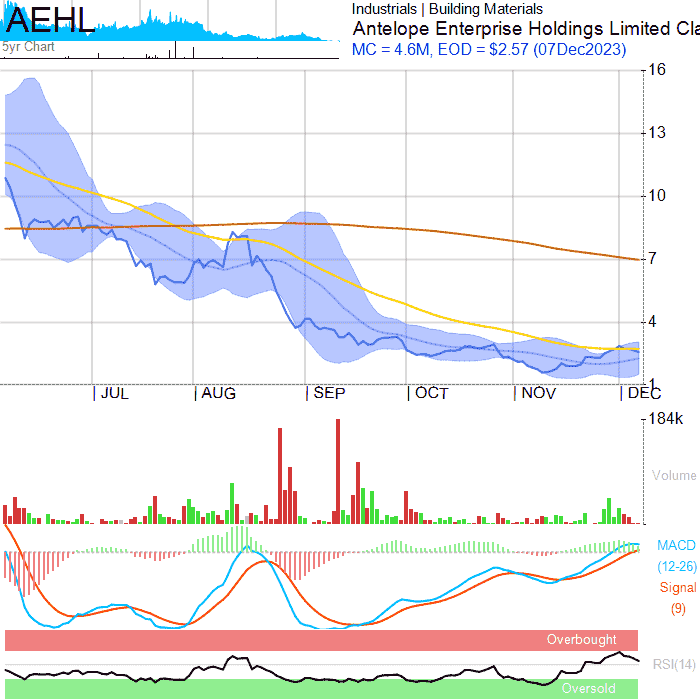 AEHL
5yr Chart
Industrials | Building Materials
Antelope Enterprise Holdings Limited Cla
MC = 4.6M, EOD = $2.57 (07Dec2023)
16
13
10
7
4
1
JUL AUG SEP OCT NOV DEC
184k
Volume
MACD
(12-26)
Signal
(9)
Overbought
RSI(14)
Oversold